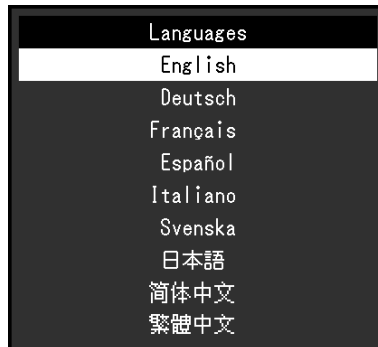 Languages
English
Deutsch
Français
Español
Italiano
Svenska
日本語
简体中文
繁體中文